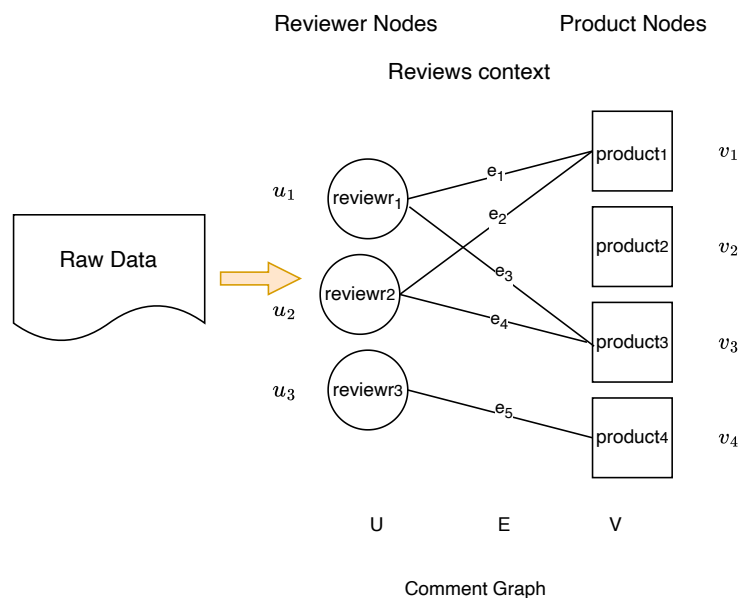 Reviewer Nodes Product Nodes
Reviews context
u₁ reviewr₁ e₁ product1 v₁
e₂
Raw Data product2 v₂
e₃
u₂ reviewr2 e₄ product3 v₃
u₃ reviewr3 e₅ product4 v₄
U E V
Comment Graph